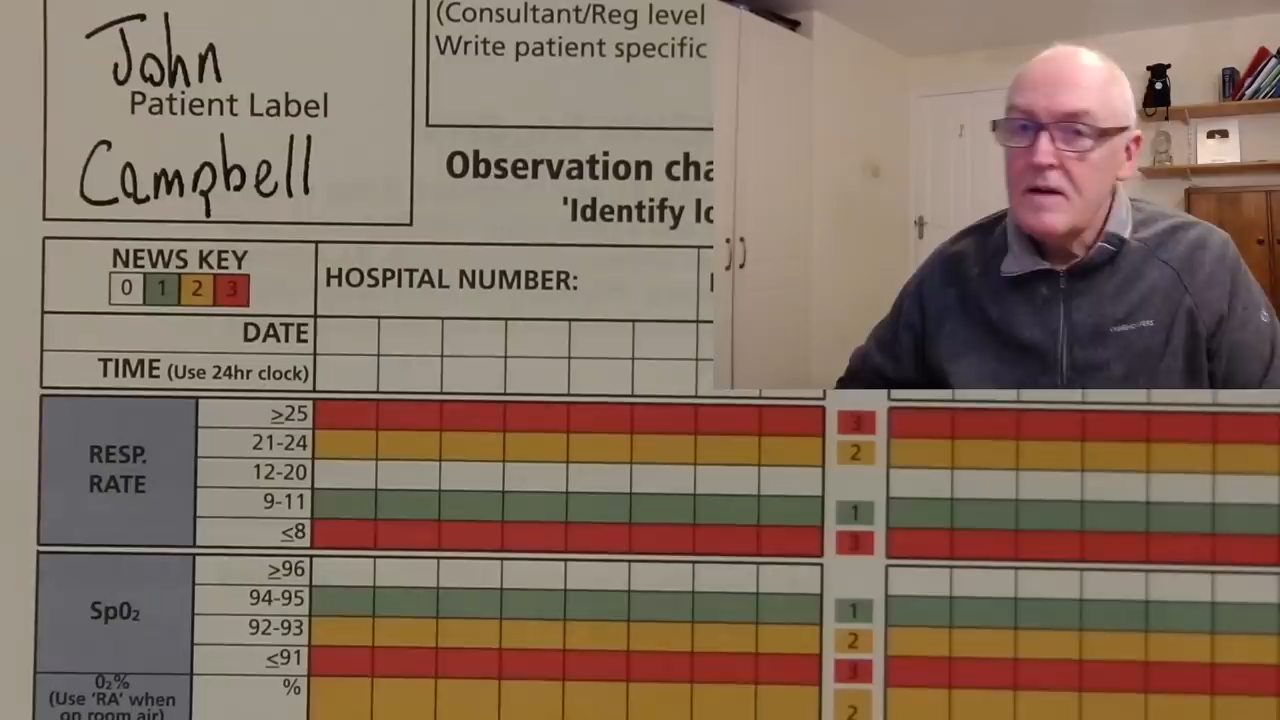 John
Patient Label
Campbell
(Consultant/Reg level
Write patient specific
Observation cha
'Identify lo
NEWS KEY
0 1 2 3
HOSPITAL NUMBER:
DATE
TIME (Use 24hr clock)
RESP.
RATE
≥25 3
21-24 2
12-20
9-11 1
≤8 3
SpO₂
≥96
94-95 1
92-93 2
≤91 3
O₂%
(Use 'RA' when
on room air)
% 2